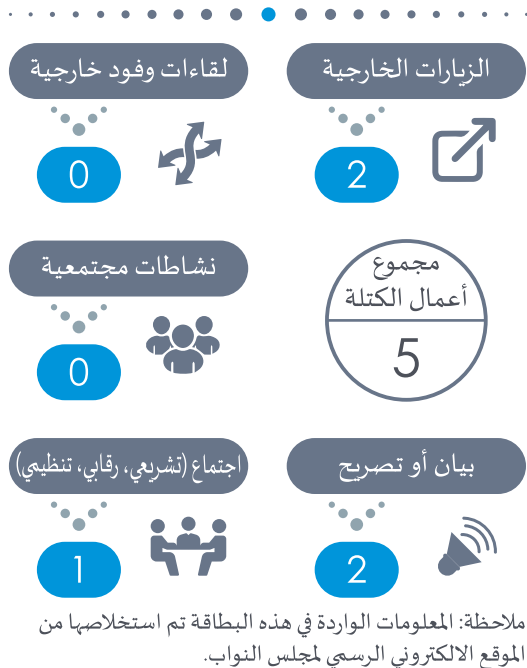 الزيارات الخارجية
2
لقاءات وفود خارجية
0
مجموع
أعمال الكتلة
5
نشاطات مجتمعية
0
بيان أو تصريح
2
اجتماع (تشريعي، رقابي، تنظيمي)
1
ملاحظة: المعلومات الواردة في هذه البطاقة تم استخلاصها من
الموقع الالكتروني الرسمي لمجلس النواب.